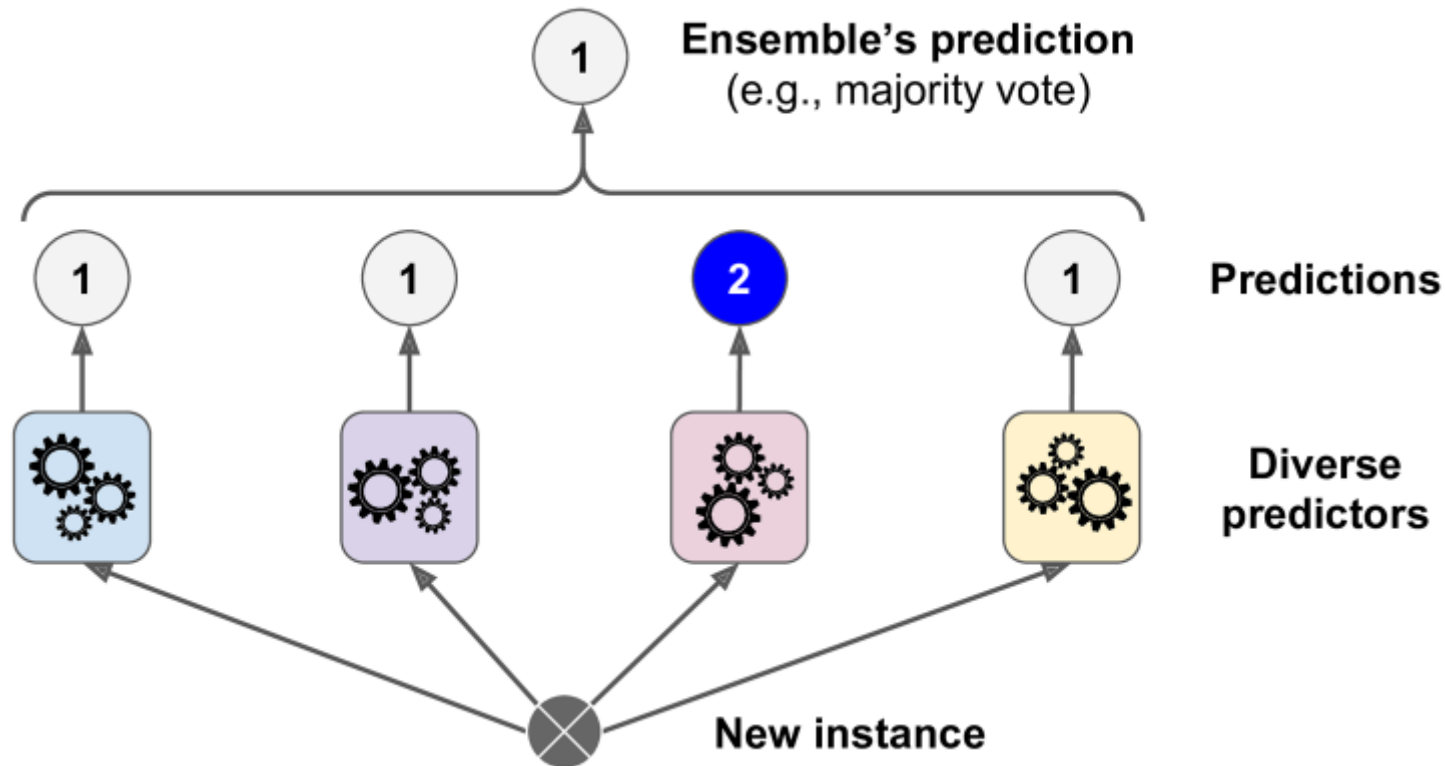 1
Ensemble’s prediction
(e.g., majority vote)
1
1
2
1
Predictions
Diverse
predictors
New instance